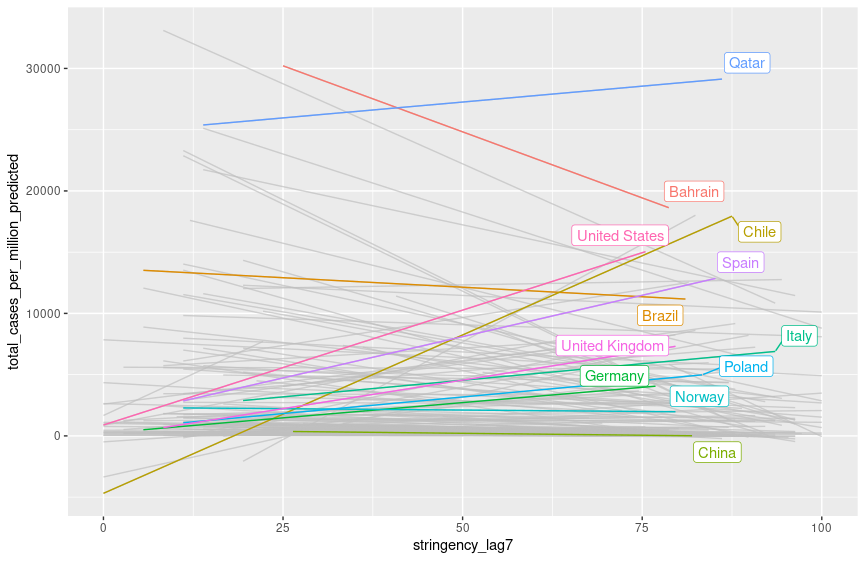 30000
20000
10000
0
total_cases_per_million_predicted
Qatar
Bahrain
Chile
United States
Spain
Brazil
Italy
United Kingdom
Poland
Germany
Norway
China
0
25
50
75
100
stringency_lag7